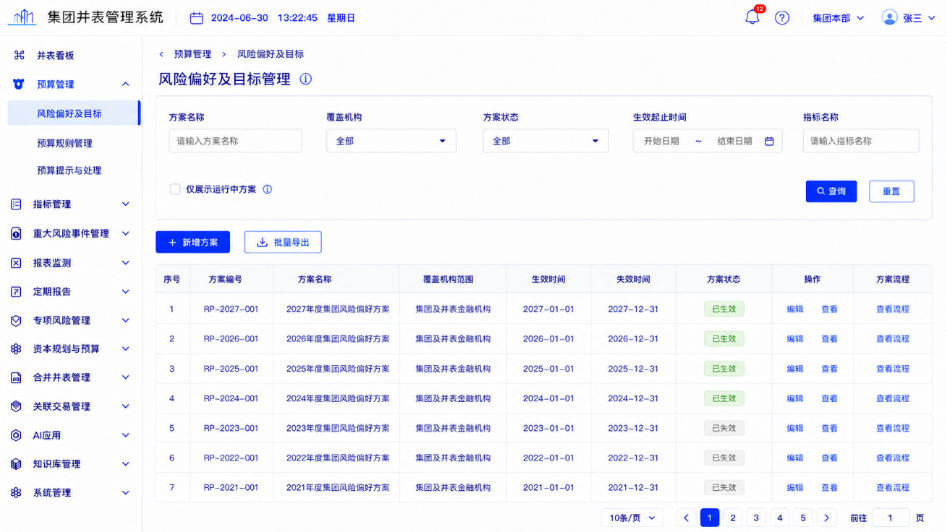 集团并表管理系统 2024-06-30 13:22:45 星期日 12 集团本部 张三
并表看板
预算管理
风险偏好及目标
预算规则管理
预算提示与处理
指标管理
重大风险事件管理
报表监测
定期报告
专项风险管理
资本规划与预算
合并并表管理
关联交易管理
AI应用
知识库管理
系统管理
< 预算管理 > 风险偏好及目标
风险偏好及目标管理
方案名称 覆盖机构 方案状态 生效起止时间 指标名称
请输入方案名称 全部 全部 开始日期 ~ 结束日期 请输入指标名称
仅展示运行中方案 查询 重置
+ 新增方案 批量导出
序号 方案编号 方案名称 覆盖机构范围 生效时间 失效时间 方案状态 操作 方案流程
1 RP-2027-001 2027年度集团风险偏好方案 集团及并表金融机构 2027-01-01 2027-12-31 已生效 编辑 查看 查看流程
2 RP-2026-001 2026年度集团风险偏好方案 集团及并表金融机构 2026-01-01 2026-12-31 已生效 编辑 查看 查看流程
3 RP-2025-001 2025年度集团风险偏好方案 集团及并表金融机构 2025-01-01 2025-12-31 已生效 编辑 查看 查看流程
4 RP-2024-001 2024年度集团风险偏好方案 集团及并表金融机构 2024-01-01 2024-12-31 已生效 编辑 查看 查看流程
5 RP-2023-001 2023年度集团风险偏好方案 集团及并表金融机构 2023-01-01 2023-12-31 已失效 编辑 查看 查看流程
6 RP-2022-001 2022年度集团风险偏好方案 集团及并表金融机构 2022-01-01 2022-12-31 已失效 编辑 查看 查看流程
7 RP-2021-001 2021年度集团风险偏好方案 集团及并表金融机构 2021-01-01 2021-12-31 已失效 编辑 查看 查看流程
10条/页 < 1 2 3 4 5 > 前往 1 页